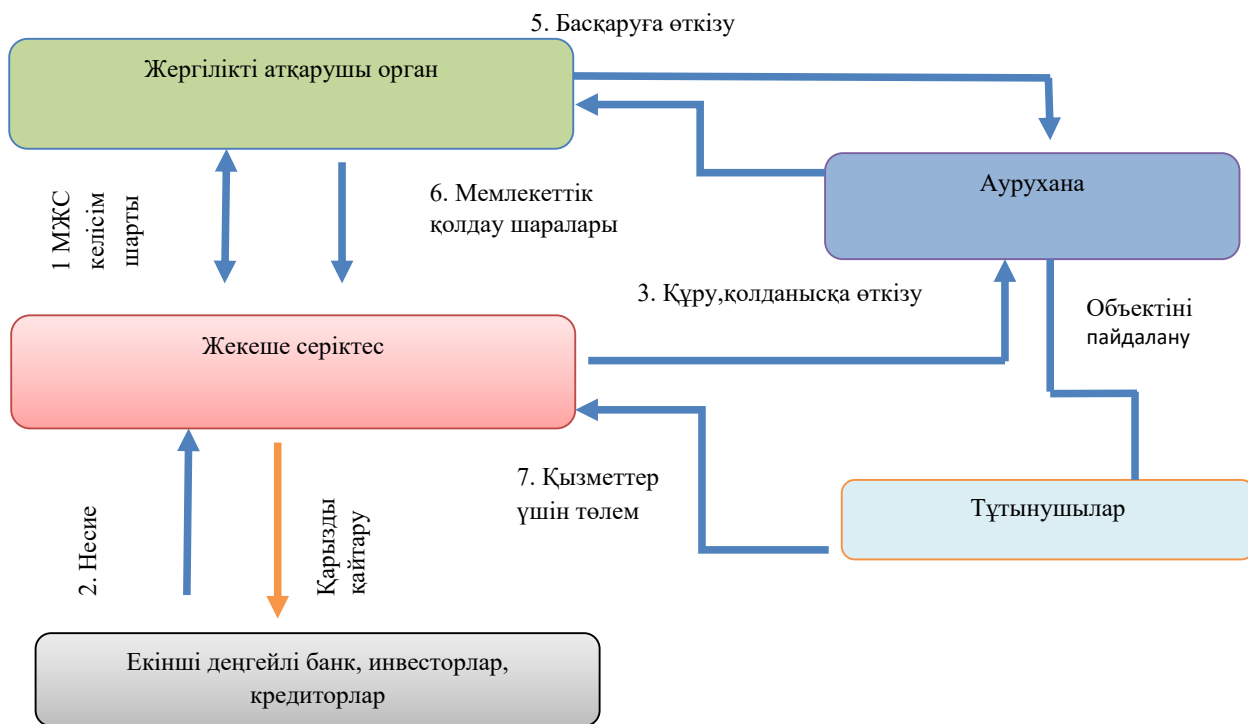 5. Басқаруға өткізу
Жергілікті атқарушы орган
Аурухана
1 МЖС
келісім
шарты
6. Мемлекеттік
қолдау шаралары
3. Құру,қолданысқа өткізу
Объектіні
пайдалану
Жекеше серіктес
7. Қызметтер
үшін төлем
Тұтынушылар
2. Несие
Қарызды
қайтару
Екінші деңгейлі банк, инвесторлар,
кредиторлар